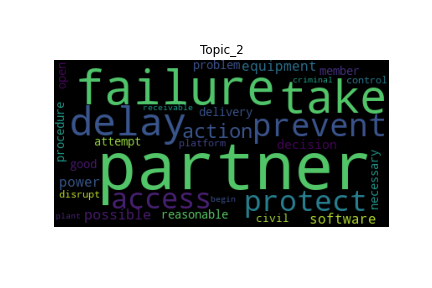 Topic_2
problem equipment member
open failure criminal control
receivable take
delay delivery prevent
procedure action
attempt platform decision
good partner
power access necessary
disrupt begin protect
plant possible reasonable civil software